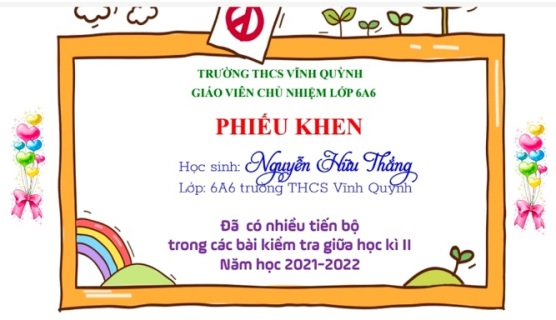 TRƯỜNG THCS VĨNH QUỲNH
GIÁO VIÊN CHỦ NHIỆM LỚP 6A6
PHIẾU KHEN
Học sinh: Nguyễn Hữu Thắng
Lớp: 6A6 trường THCS Vĩnh Quỳnh
Đã có nhiều tiến bộ
trong các bài kiểm tra giữa học kì II
Năm học 2021-2022